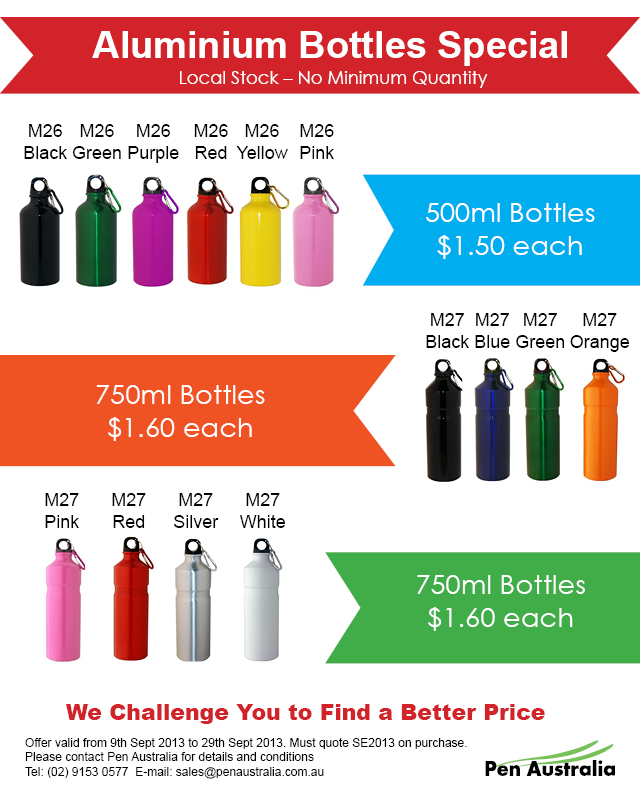 Aluminium Bottles Special
Local Stock – No Minimum Quantity
M26 M26 M26 M26 M26 M26
Black Green Purple Red Yellow Pink
500ml Bottles
$1.50 each
M27 M27 M27 M27
Black Blue Green Orange
750ml Bottles
$1.60 each
M27 M27 M27 M27
Pink Red Silver White
750ml Bottles
$1.60 each
We Challenge You to Find a Better Price
Offer valid from 9th Sept 2013 to 29th Sept 2013. Must quote SE2013 on purchase.
Please contact Pen Australia for details and conditions
Tel: (02) 9153 0577 E-mail: sales@penaustralia.com.au
Pen Australia